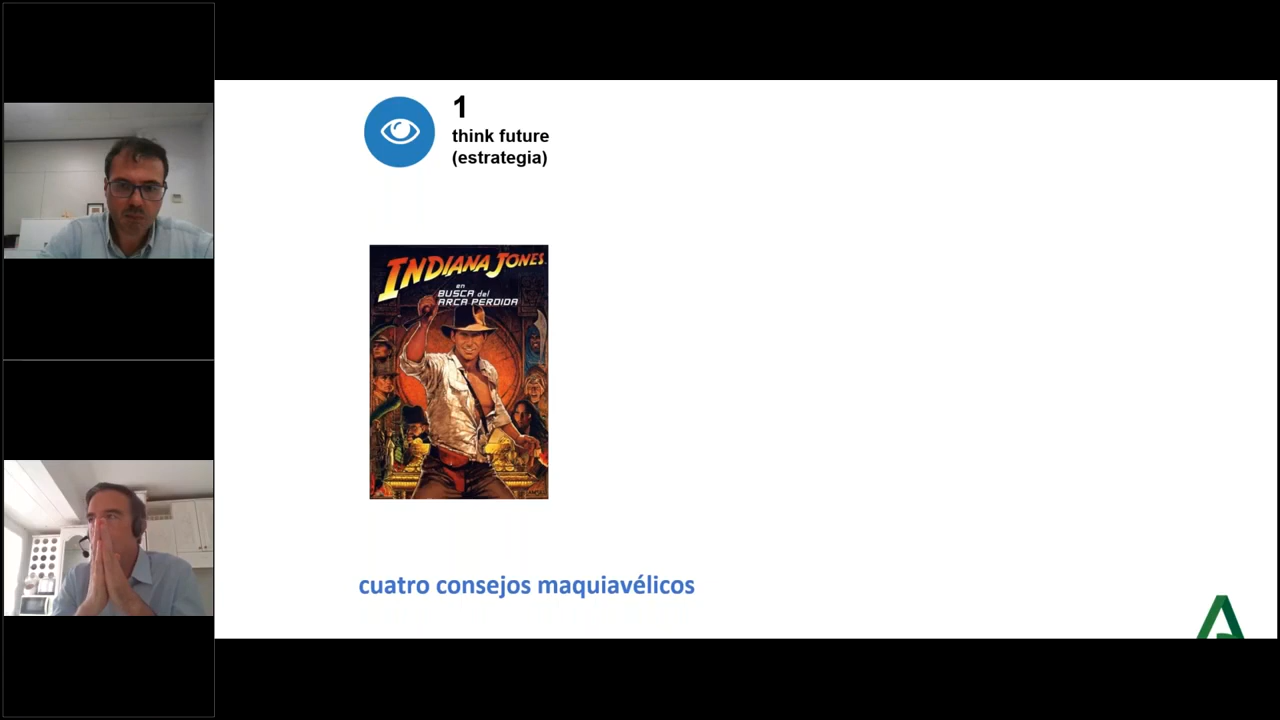 1
think future
(estrategia)
INDIANA JONES
en
BUSCA del
ARCA PERDIDA
cuatro consejos maquiavélicos